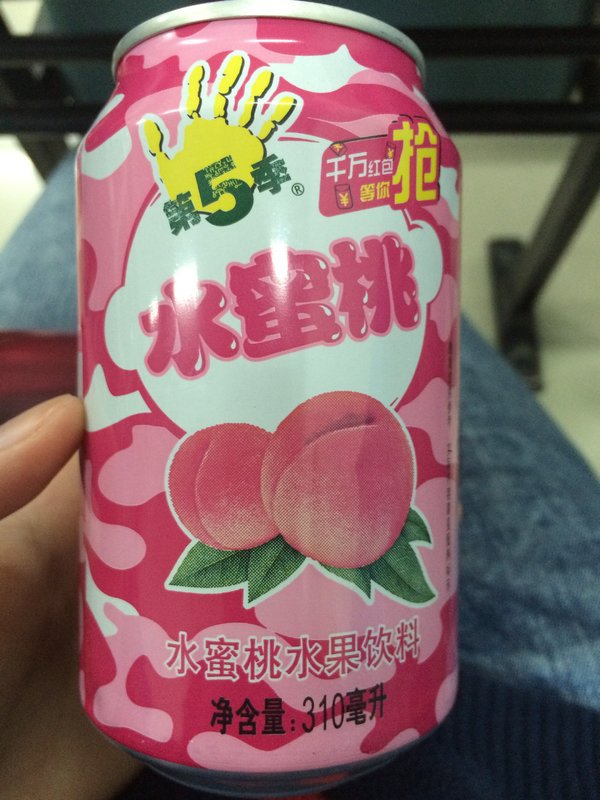 第5季®
千万红包
等你
抢
水蜜桃
水蜜桃水果饮料
净含量:310毫升